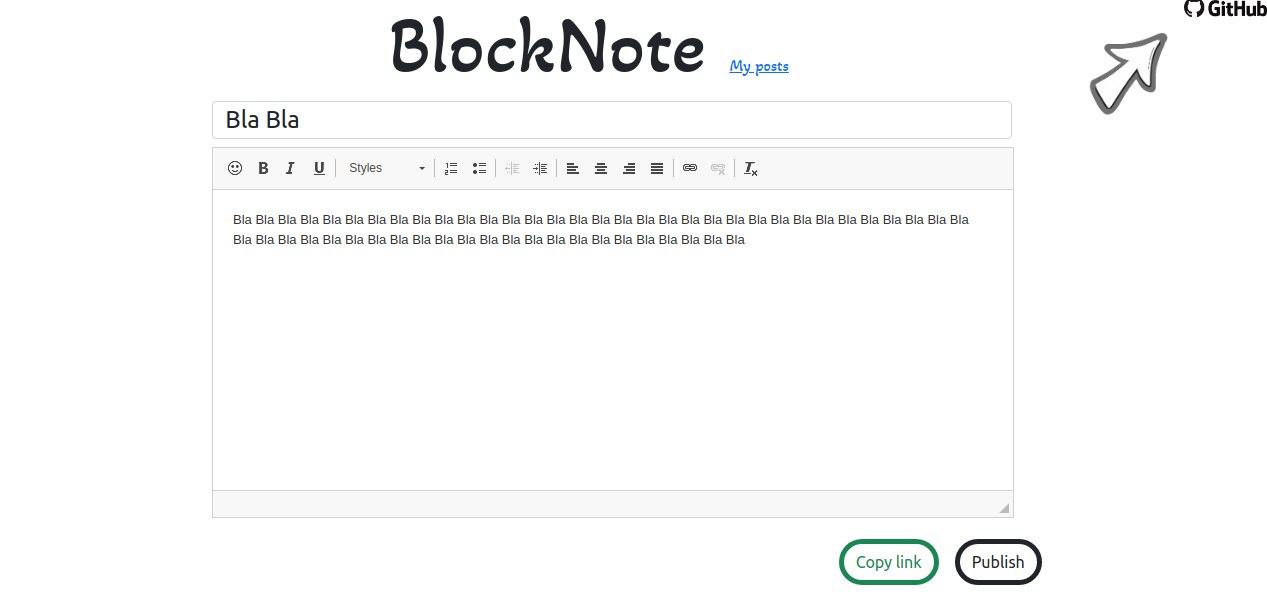 GitHub
BlockNote
My posts
Bla Bla
B I U Styles
Bla Bla Bla Bla Bla Bla Bla Bla Bla Bla Bla Bla Bla Bla Bla Bla Bla Bla Bla Bla Bla Bla Bla Bla Bla Bla Bla Bla Bla Bla Bla Bla Bla
Bla Bla Bla Bla Bla Bla Bla Bla Bla Bla Bla Bla Bla Bla Bla Bla Bla Bla Bla Bla Bla Bla Bla
Copy link
Publish